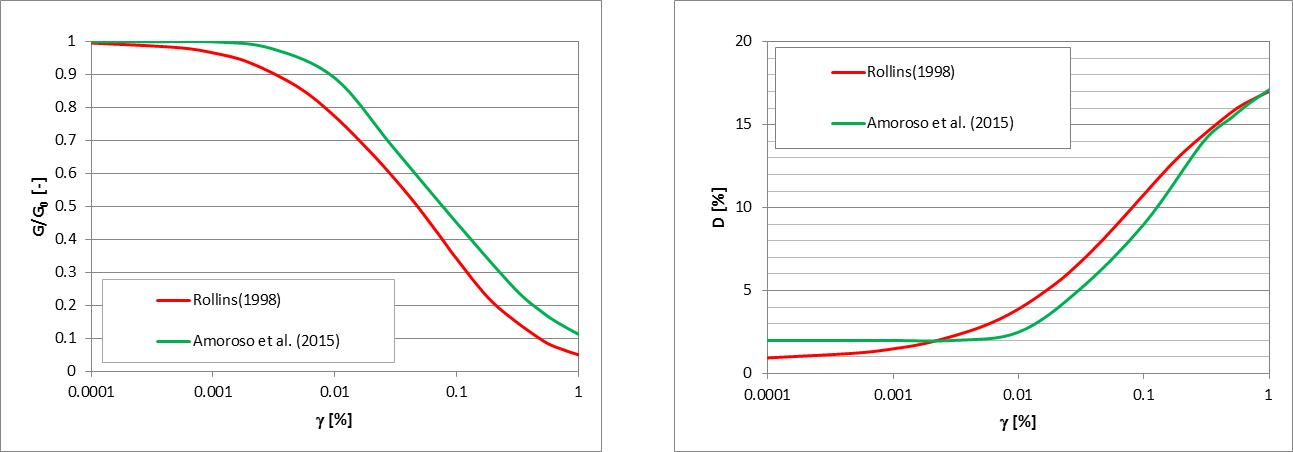 1
0.9
0.8
0.7
0.6
0.5
0.4
0.3
0.2
0.1
0
G/G₀ [-]
Rollins(1998)
Amoroso et al. (2015)
0.0001 0.001 0.01 0.1 1
γ [%]
20
15
10
5
0
D [%]
Rollins(1998)
Amoroso et al. (2015)
0.0001 0.001 0.01 0.1 1
γ [%]